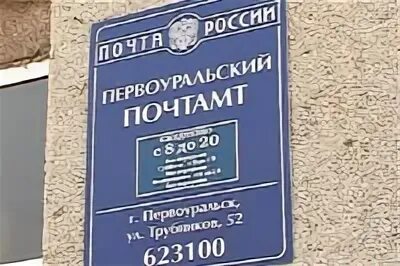 ПОЧТА РОССИИ
ПЕРВОУРАЛЬСКИЙ
ПОЧТАМТ
с 8 до 20
г. Первоуральск,
ул. Трубников, 52
623100